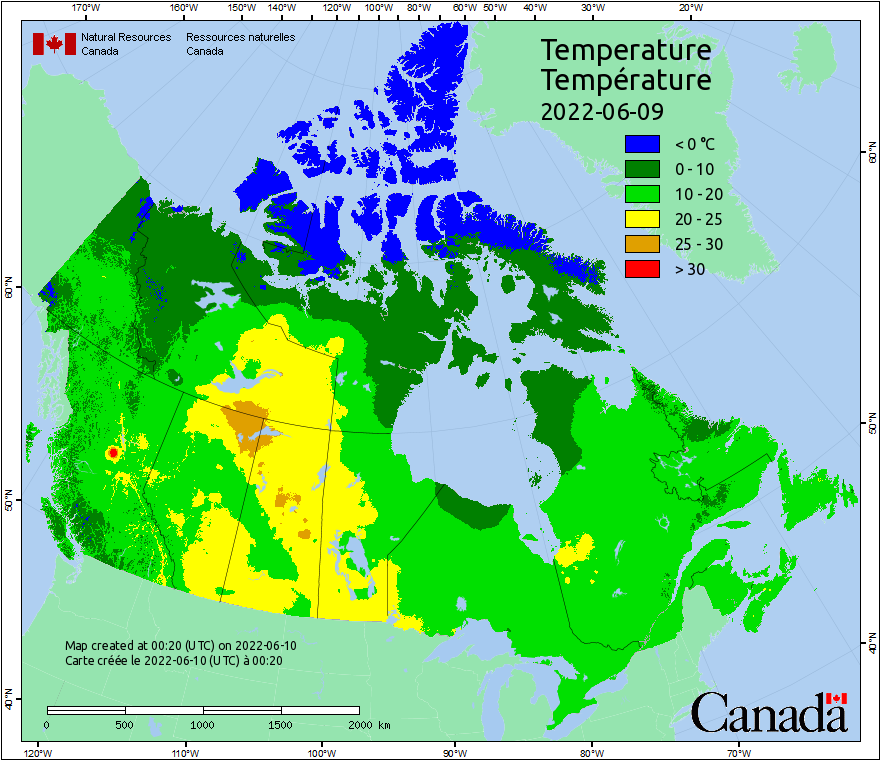 170°W 160°W 150°W 140°W 120°W 100°W 80°W 60°W 50°W 40°W 30°W 20°W
Natural Resources Ressources naturelles
Canada Canada
Temperature
Température
2022-06-09
< 0 °C
0 - 10
10 - 20
20 - 25
25 - 30
> 30
60°N
60°N
50°N
50°N
40°N
40°N
Map created at 00:20 (UTC) on 2022-06-10
Carte créée le 2022-06-10 (UTC) à 00:20
0 500 1000 1500 2000 km
Canada
120°W 110°W 100°W 90°W 80°W 70°W